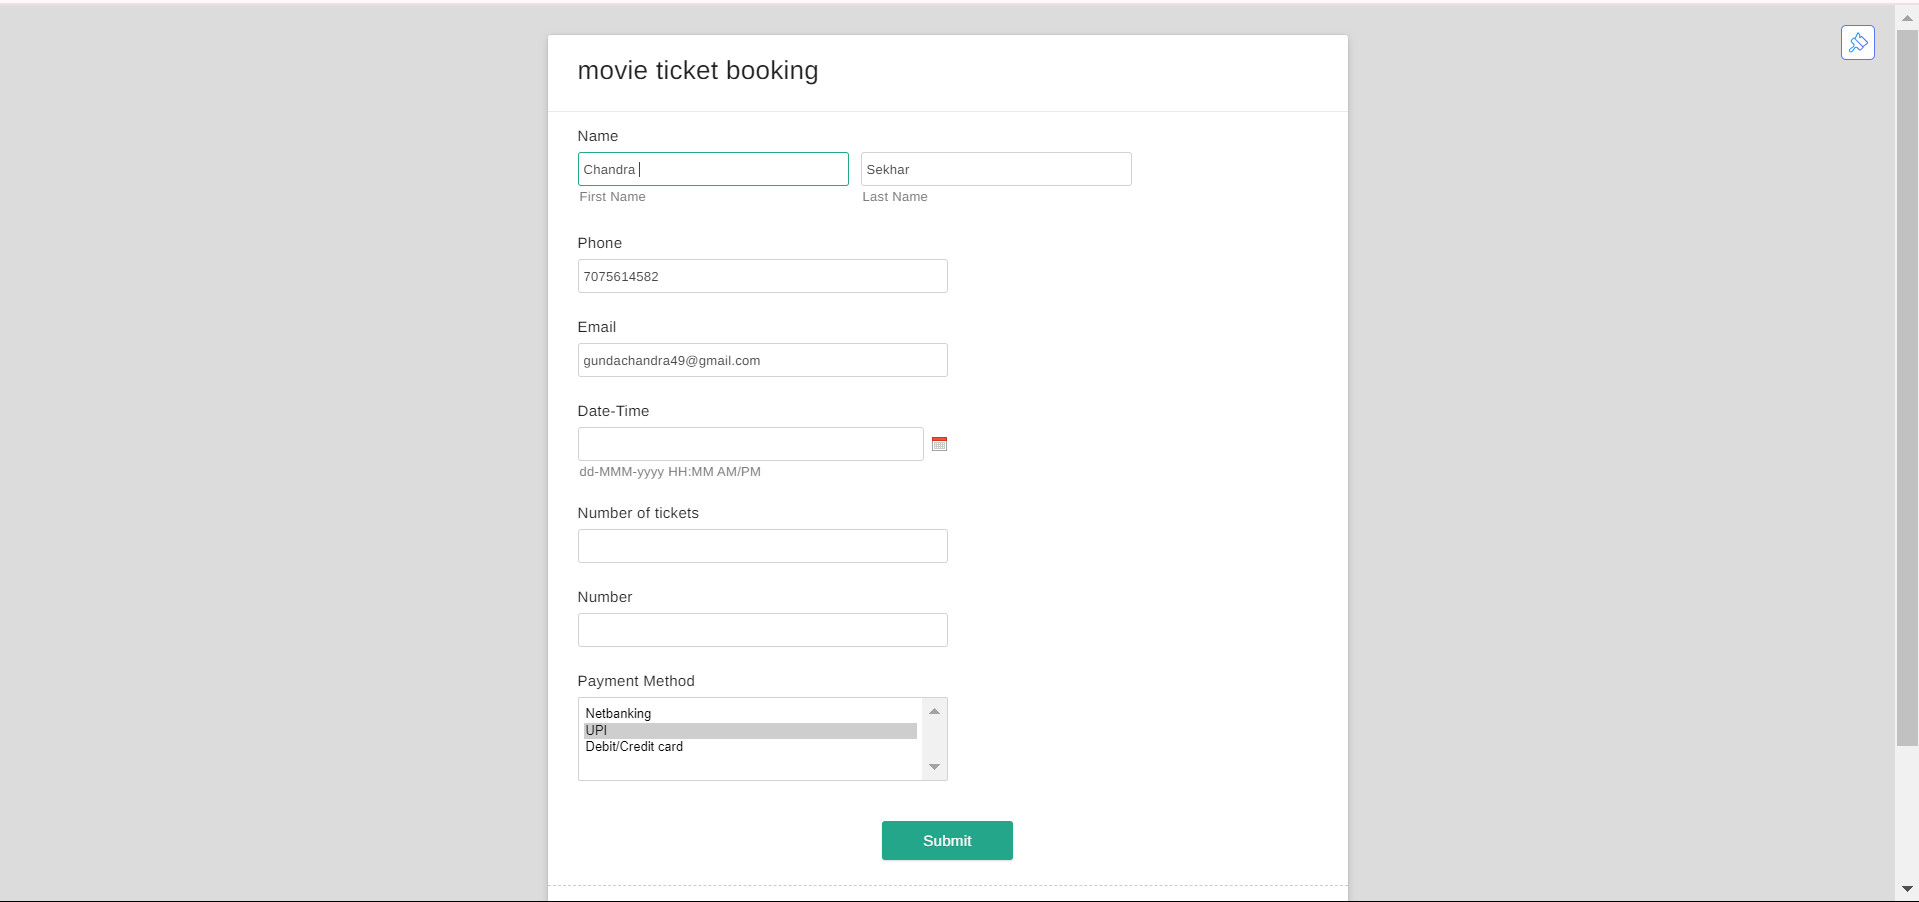 movie ticket booking
Name
Chandra
Sekhar
First Name
Last Name
Phone
7075614582
Email
gundachandra49@gmail.com
Date-Time
dd-MMM-yyyy HH:MM AM/PM
Number of tickets
Number
Payment Method
Netbanking
UPI
Debit/Credit card
Submit